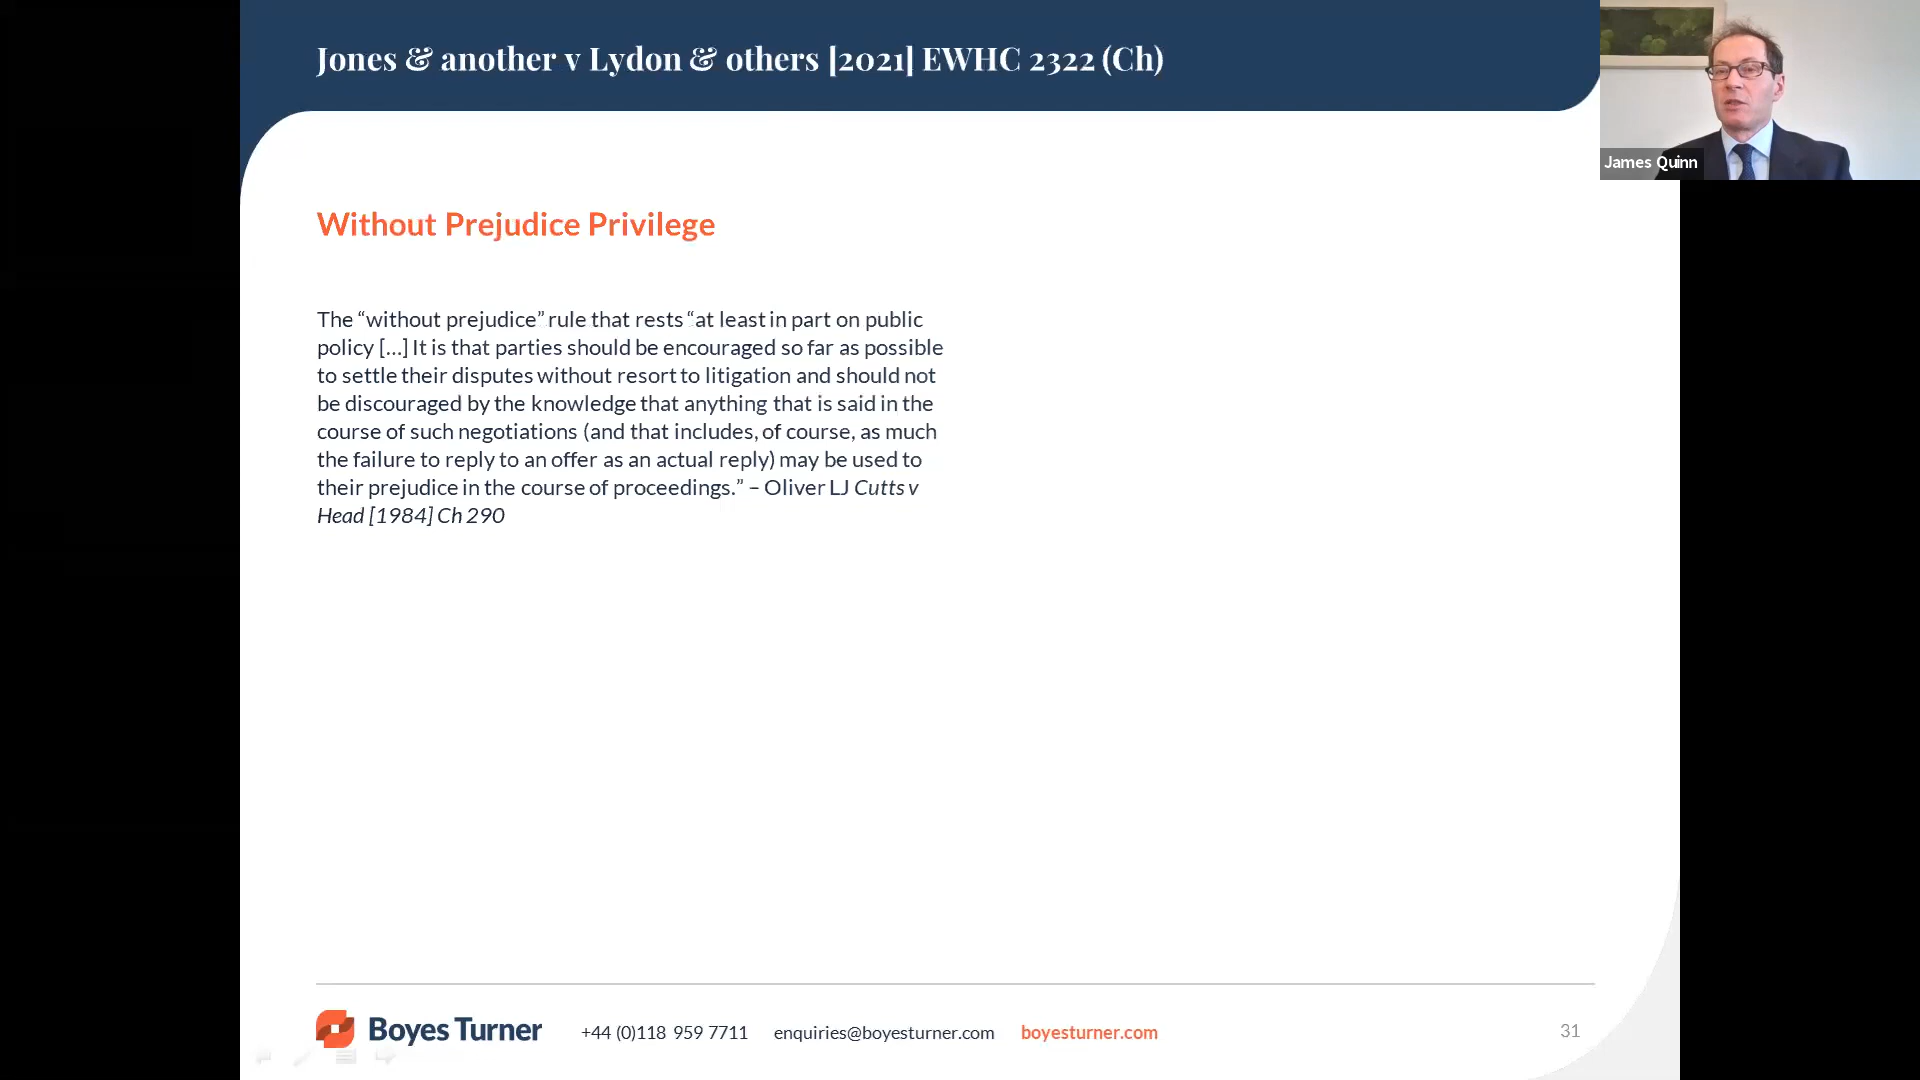 Jones & another v Lydon & others [2021] EWHC 2322 (Ch)
James Quinn
Without Prejudice Privilege
The “without prejudice” rule that rests “at least in part on public
policy [...] It is that parties should be encouraged so far as possible
to settle their disputes without resort to litigation and should not
be discouraged by the knowledge that anything that is said in the
course of such negotiations (and that includes, of course, as much
the failure to reply to an offer as an actual reply) may be used to
their prejudice in the course of proceedings.” – Oliver LJ Cutts v
Head [1984] Ch 290
Boyes Turner +44 (0)118 959 7711 enquiries@boyesturner.com boyesturner.com 31